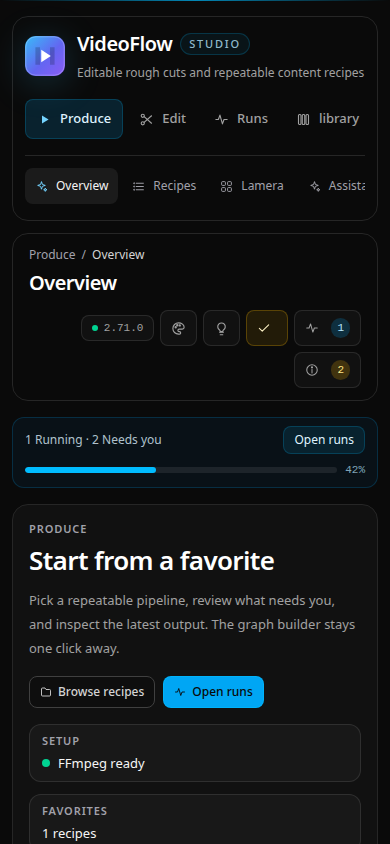 VideoFlow STUDIO
Editable rough cuts and repeatable content recipes
Produce Edit Runs library
Overview Recipes Lamera Assista
Produce / Overview
Overview
2.71.0 1
2
1 Running · 2 Needs you Open runs
42%
PRODUCE
Start from a favorite
Pick a repeatable pipeline, review what needs you,
and inspect the latest output. The graph builder stays
one click away.
Browse recipes Open runs
SETUP
FFmpeg ready
FAVORITES
1 recipes